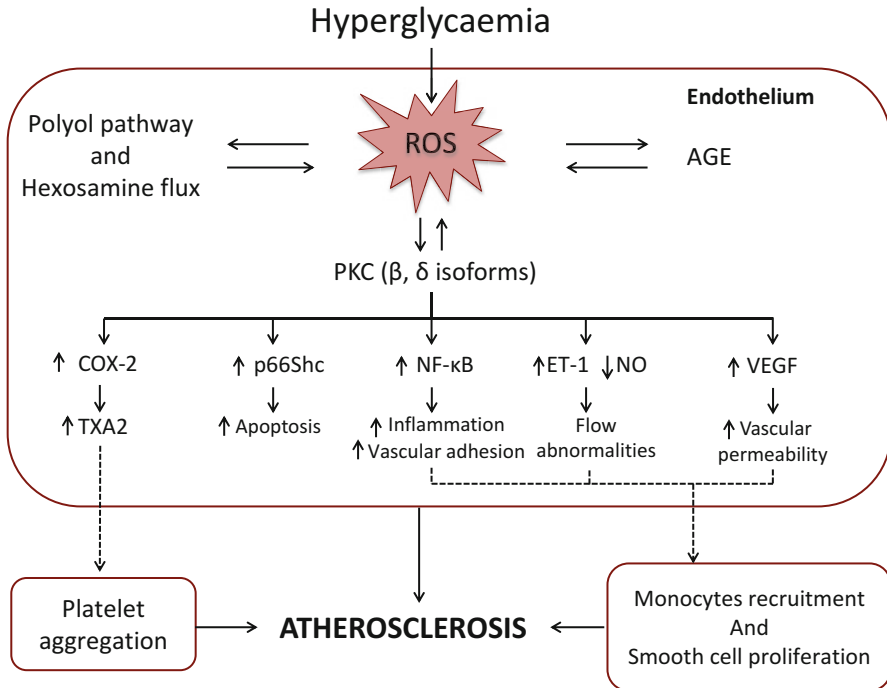 Hyperglycaemia
Endothelium
Polyol pathway
and
Hexosamine flux
ROS
AGE
PKC (β, δ isoforms)
↑ COX-2
↑ p66Shc
↑ NF-κB
↑ET-1 ↓NO
↑ VEGF
↑TXA2
↑ Apoptosis
↑ Inflammation
↑ Vascular adhesion
Flow
abnormalities
↑ Vascular
permeability
Platelet
aggregation
ATHEROSCLEROSIS
Monocytes recruitment
And
Smooth cell proliferation